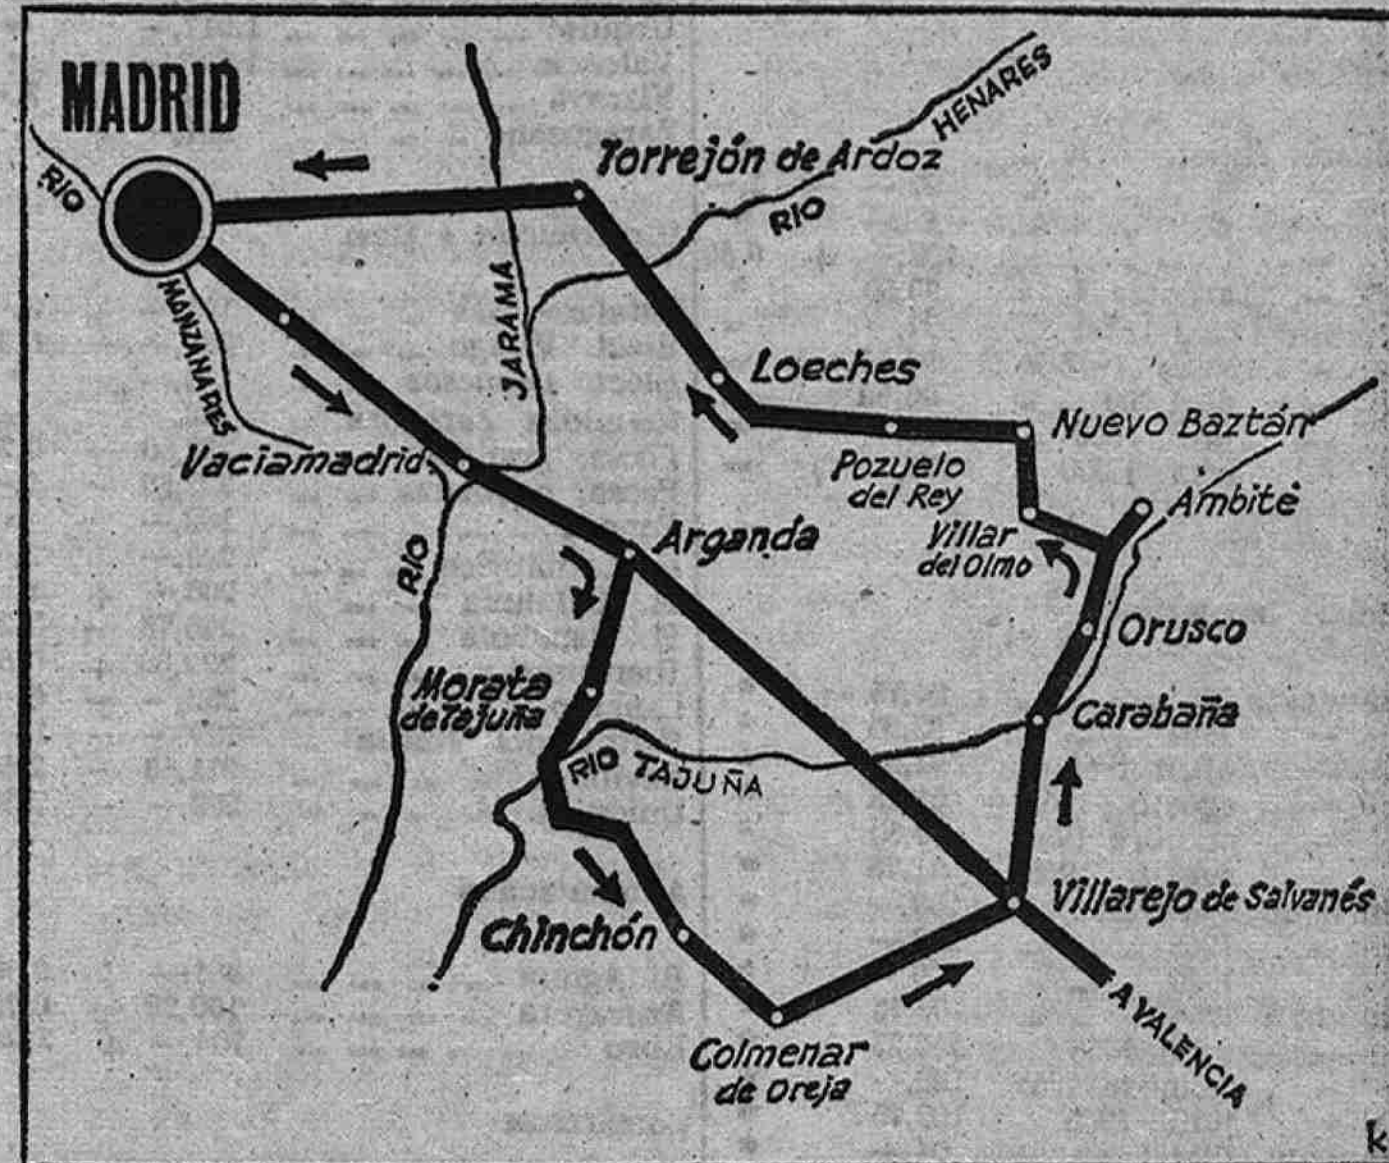 MADRID
HENARES
Torrejón de Ardoz
RIO
RIO
MANZANARES
JARAMA
Loeches
Nuevo Baztán
Vaciamadrid
Pozuelo
del Rey
Ambite
Arganda
Villar
del Olmo
RIO
Orusco
Morata
de Tajuña
Carabaña
RIO TAJUÑA
Villarejo de Salvanés
Chinchón
A VALENCIA
Colmenar
de Oreja
k